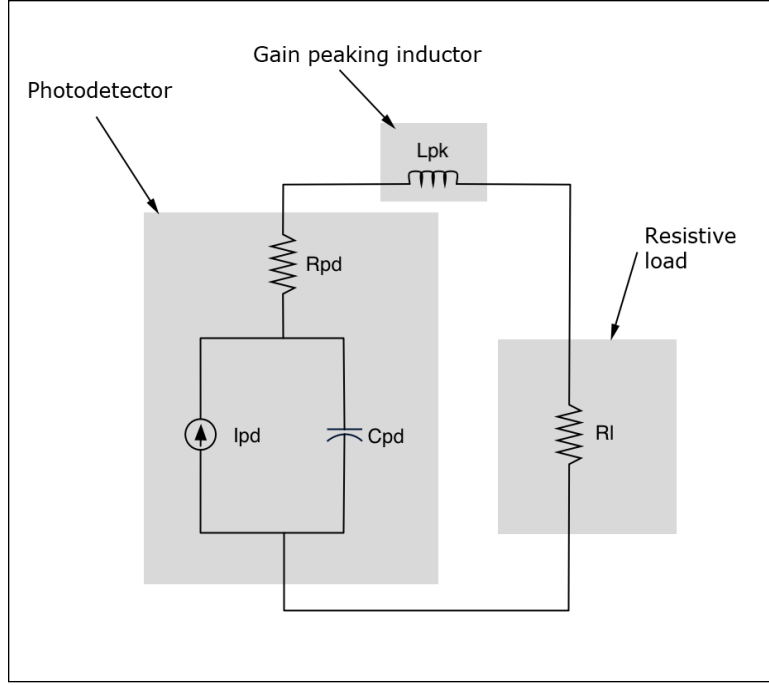 Gain peaking inductor
Photodetector
Lpk
Resistive
load
Rpd
Ipd
Cpd
Rl